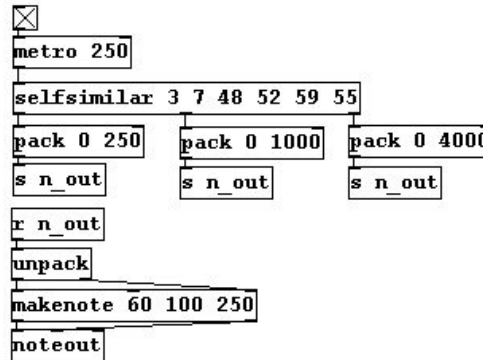 metro 250
selfsimilar 3 7 48 52 59 55
pack 0 250
pack 0 1000
pack 0 4000
s n_out
s n_out
s n_out
r n_out
unpack
makenote 60 100 250
noteout